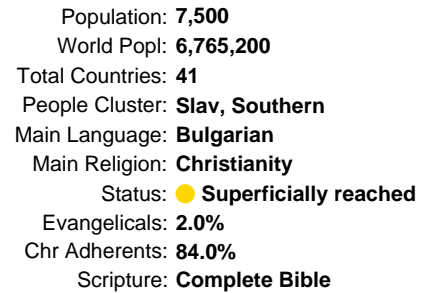 Population: 7,500
World Popl: 6,765,200
Total Countries: 41
People Cluster: Slav, Southern
Main Language: Bulgarian
Main Religion: Christianity
Status: Superficially reached
Evangelicals: 2.0%
Chr Adherents: 84.0%
Scripture: Complete Bible